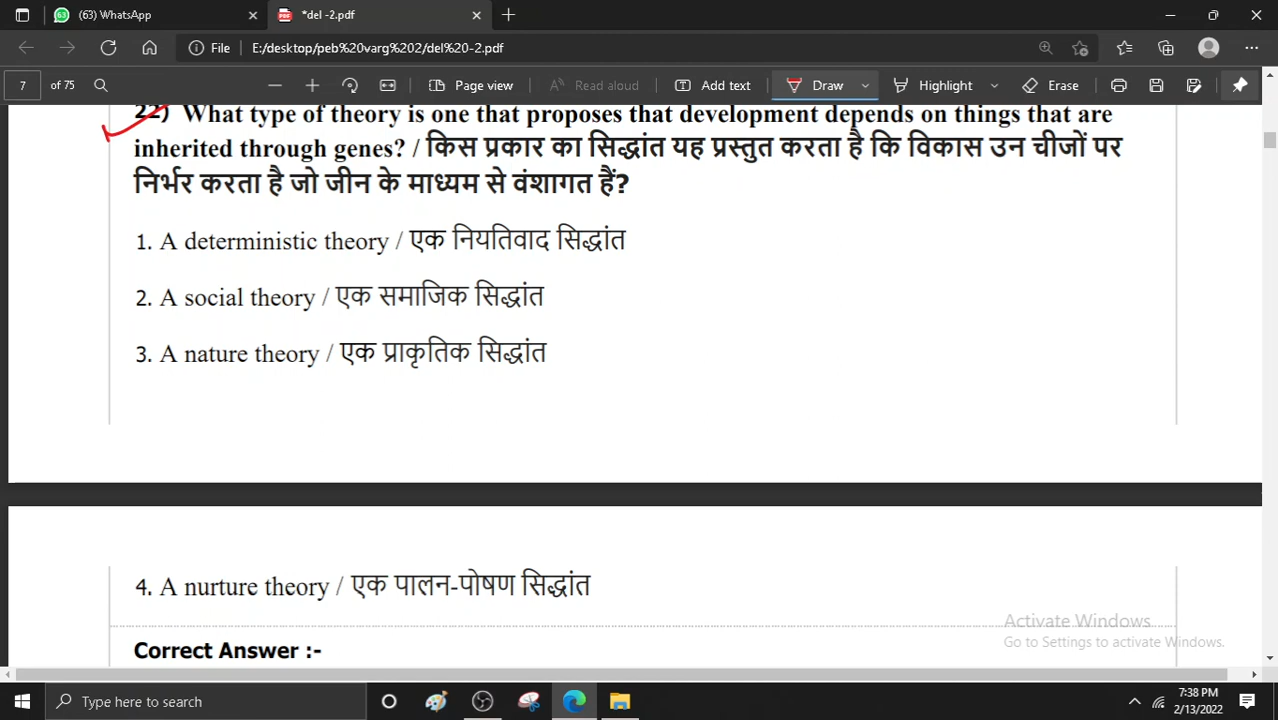 (63) WhatsApp
*del -2.pdf
File
E:/desktop/peb%20varg%202/del%20-2.pdf
7 of 75
Page view
Read aloud
Add text
Draw
Highlight
Erase
22) What type of theory is one that proposes that development depends on things that are
inherited through genes? / किस प्रकार का सिद्धांत यह प्रस्तुत करता है कि विकास उन चीजों पर
निर्भर करता है जो जीन के माध्यम से वंशागत हैं?
1. A deterministic theory / एक नियतिवाद सिद्धांत
2. A social theory / एक समाजिक सिद्धांत
3. A nature theory / एक प्राकृतिक सिद्धांत
4. A nurture theory / एक पालन-पोषण सिद्धांत
Correct Answer :-
Activate Windows
Go to Settings to activate Windows.
Type here to search
7:38 PM
2/13/2022